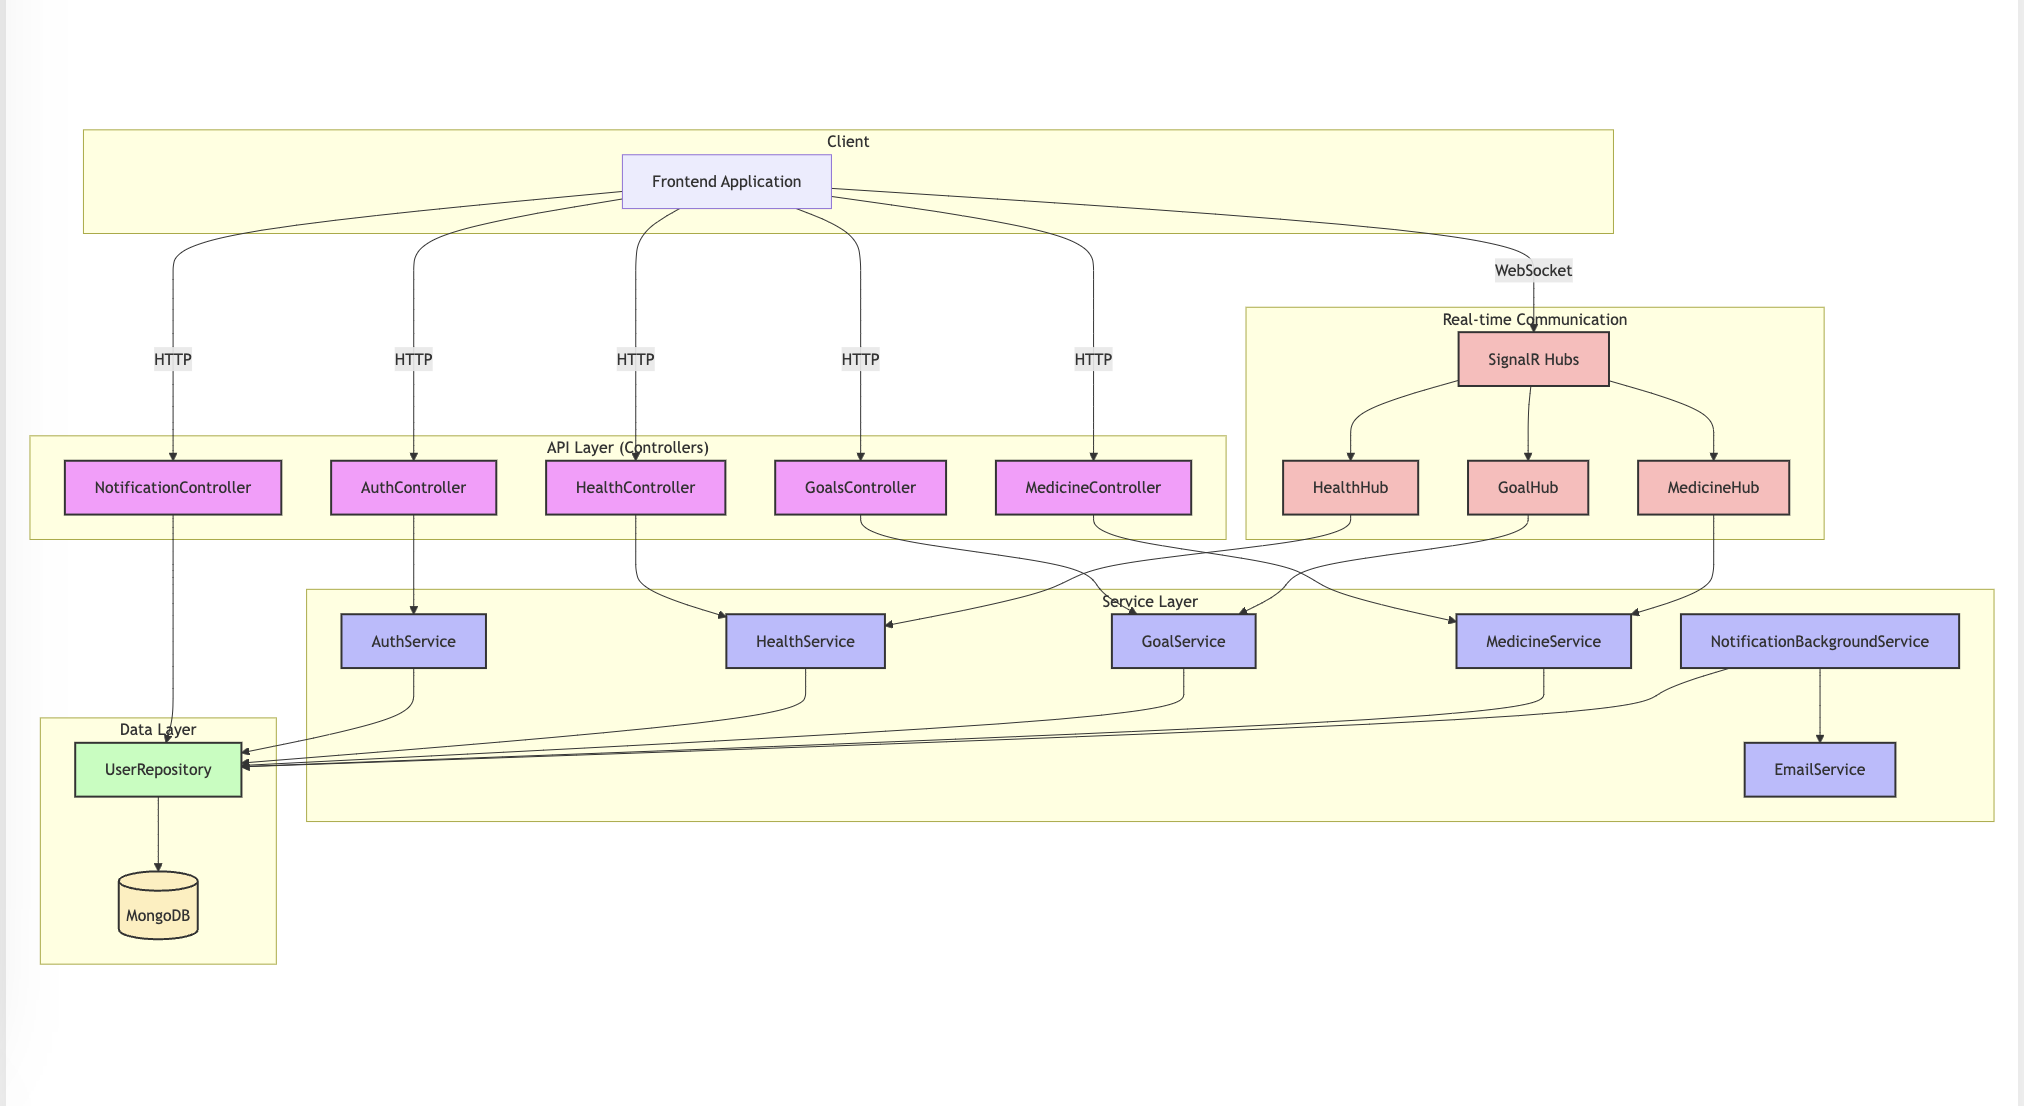 Client
Frontend Application
WebSocket
HTTP
HTTP
HTTP
HTTP
HTTP
Real-time Communication
SignalR Hubs
API Layer (Controllers)
NotificationController
AuthController
HealthController
GoalsController
MedicineController
HealthHub
GoalHub
MedicineHub
Service Layer
AuthService
HealthService
GoalService
MedicineService
NotificationBackgroundService
Data Layer
UserRepository
EmailService
MongoDB